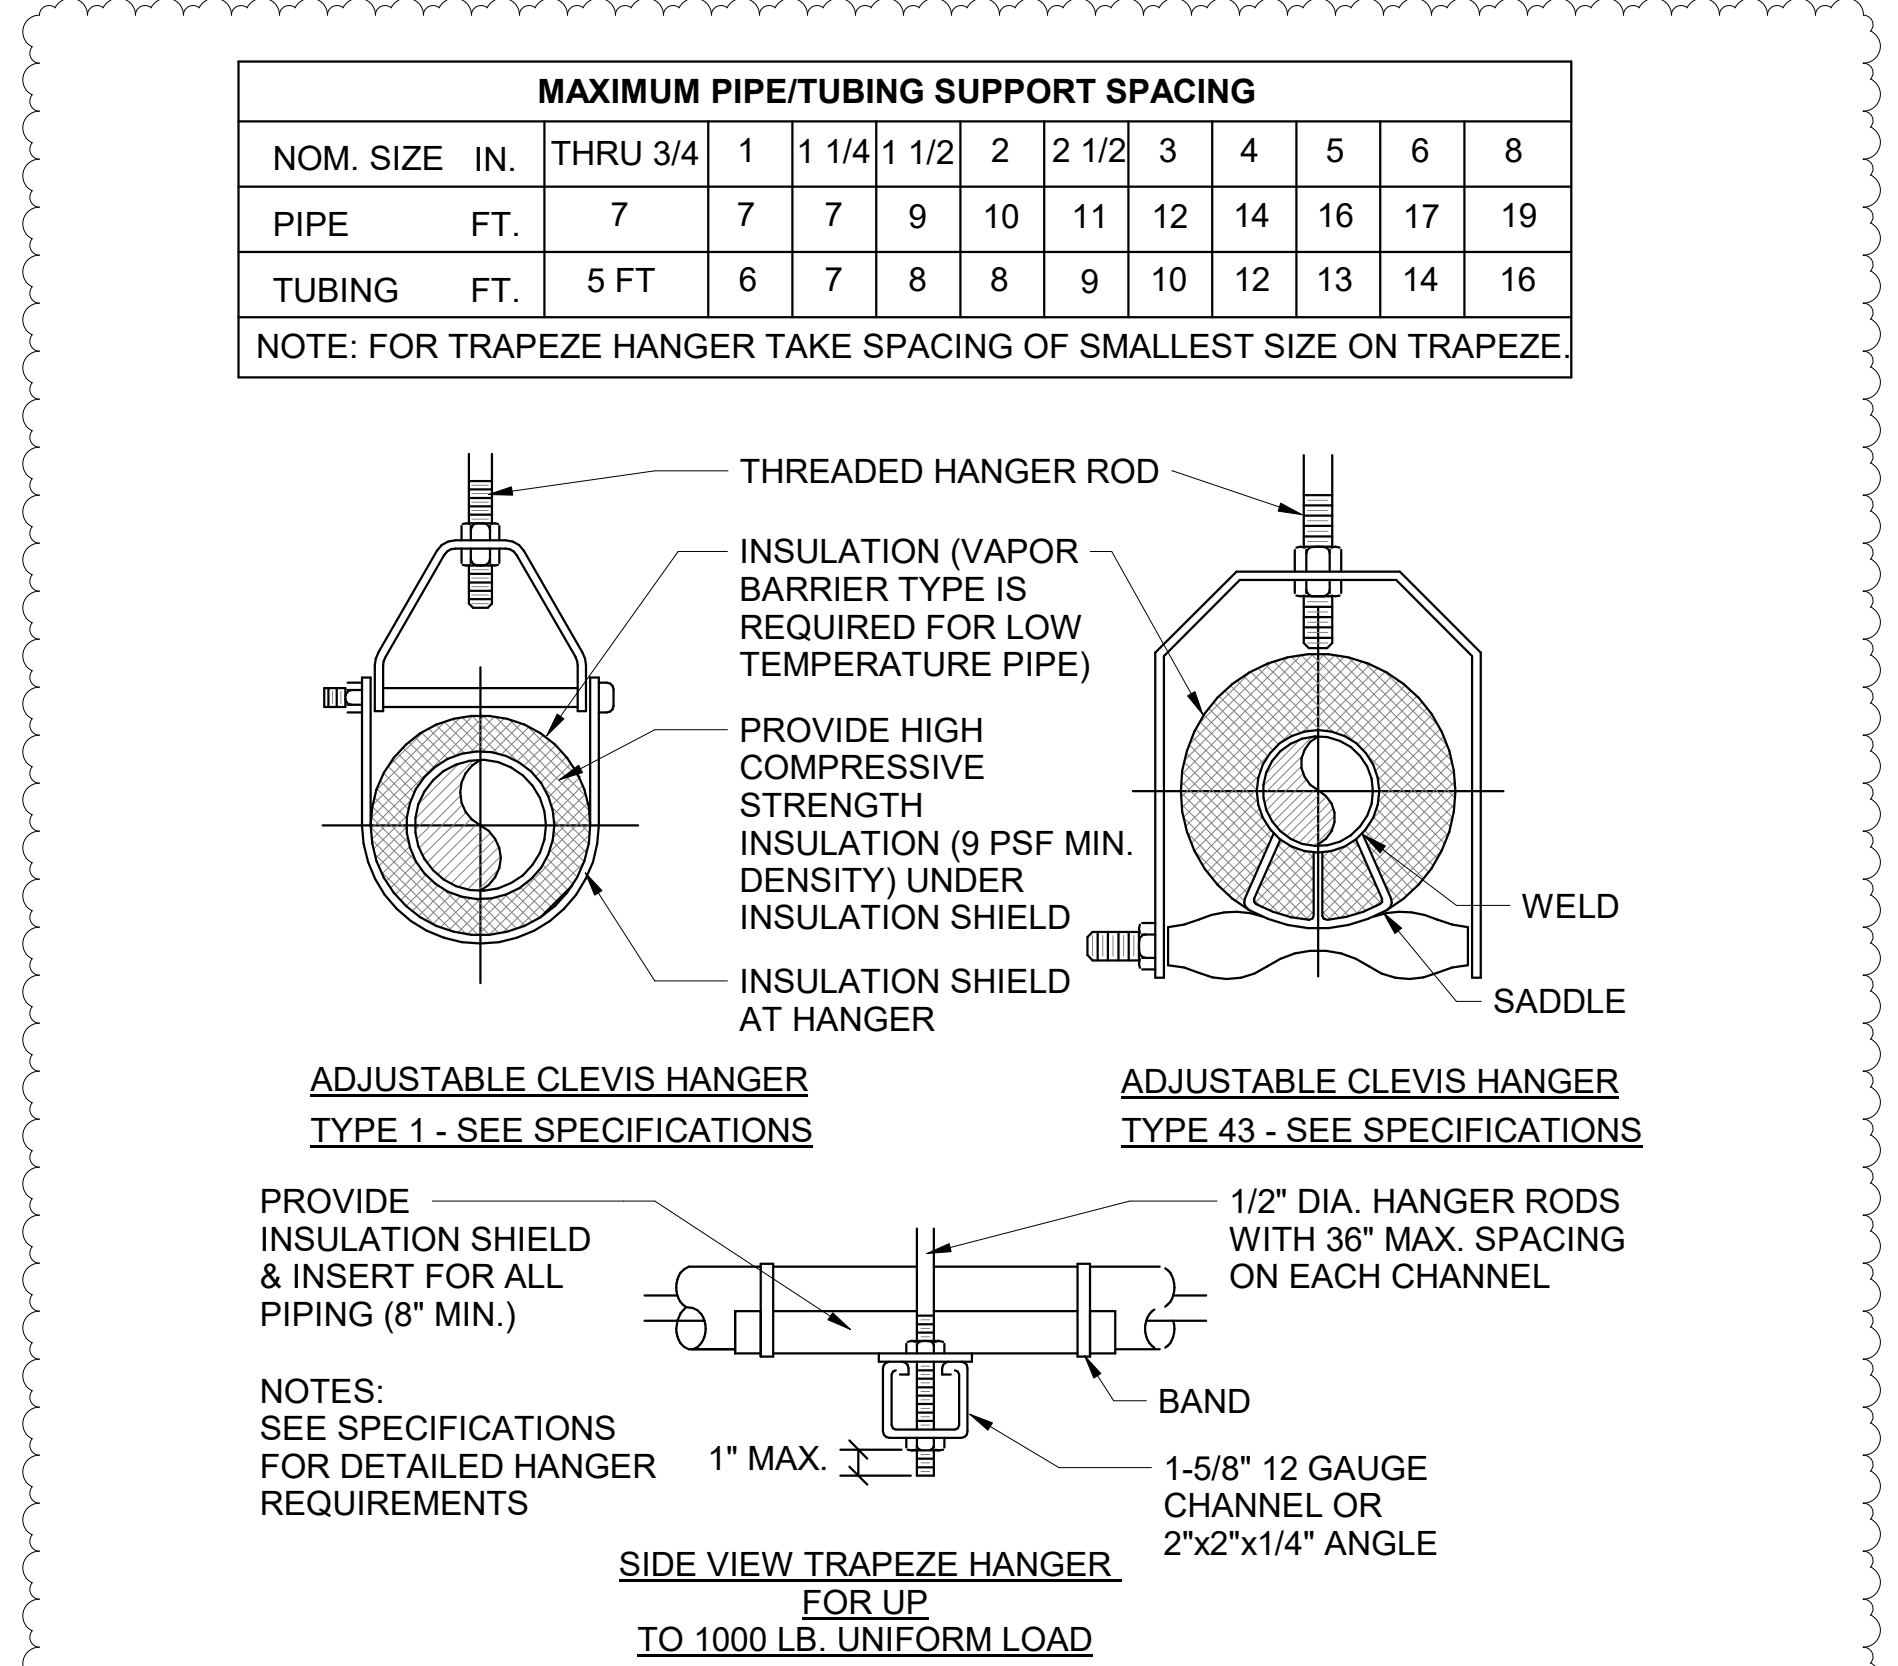 MAXIMUM PIPE/TUBING SUPPORT SPACING
NOM. SIZE IN. THRU 3/4 1 1 1/4 1 1/2 2 2 1/2 3 4 5 6 8
PIPE FT. 7 7 7 9 10 11 12 14 16 17 19
TUBING FT. 5 FT 6 7 8 8 9 10 12 13 14 16
NOTE: FOR TRAPEZE HANGER TAKE SPACING OF SMALLEST SIZE ON TRAPEZE.
THREADED HANGER ROD
INSULATION (VAPOR
BARRIER TYPE IS
REQUIRED FOR LOW
TEMPERATURE PIPE)
PROVIDE HIGH
COMPRESSIVE
STRENGTH
INSULATION (9 PSF MIN.
DENSITY) UNDER
INSULATION SHIELD
INSULATION SHIELD
AT HANGER
WELD
SADDLE
ADJUSTABLE CLEVIS HANGER
TYPE 1 - SEE SPECIFICATIONS
ADJUSTABLE CLEVIS HANGER
TYPE 43 - SEE SPECIFICATIONS
PROVIDE
INSULATION SHIELD
& INSERT FOR ALL
PIPING (8" MIN.)
1/2" DIA. HANGER RODS
WITH 36" MAX. SPACING
ON EACH CHANNEL
NOTES:
SEE SPECIFICATIONS
FOR DETAILED HANGER
REQUIREMENTS
1" MAX.
BAND
1-5/8" 12 GAUGE
CHANNEL OR
2"x2"x1/4" ANGLE
SIDE VIEW TRAPEZE HANGER
FOR UP
TO 1000 LB. UNIFORM LOAD